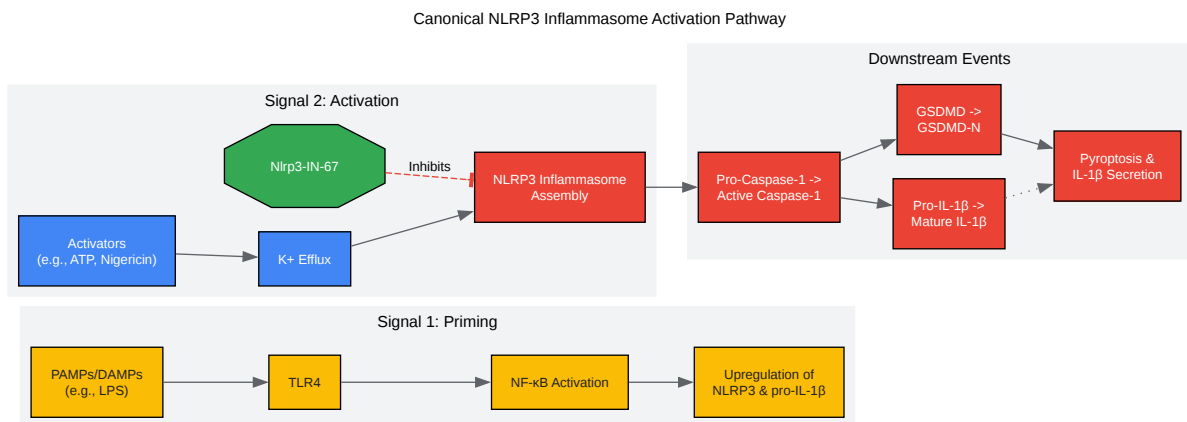 Canonical NLRP3 Inflammasome Activation Pathway
Signal 2: Activation
Nlrp3-IN-67
Inhibits
NLRP3 Inflammasome
Assembly
Activators
(e.g., ATP, Nigericin)
K+ Efflux
Downstream Events
Pro-Caspase-1 ->
Active Caspase-1
GSDMD ->
GSDMD-N
Pro-IL-1β ->
Mature IL-1β
Pyroptosis &
IL-1β Secretion
Signal 1: Priming
PAMPs/DAMPs
(e.g., LPS)
TLR4
NF-κB Activation
Upregulation of
NLRP3 & pro-IL-1β